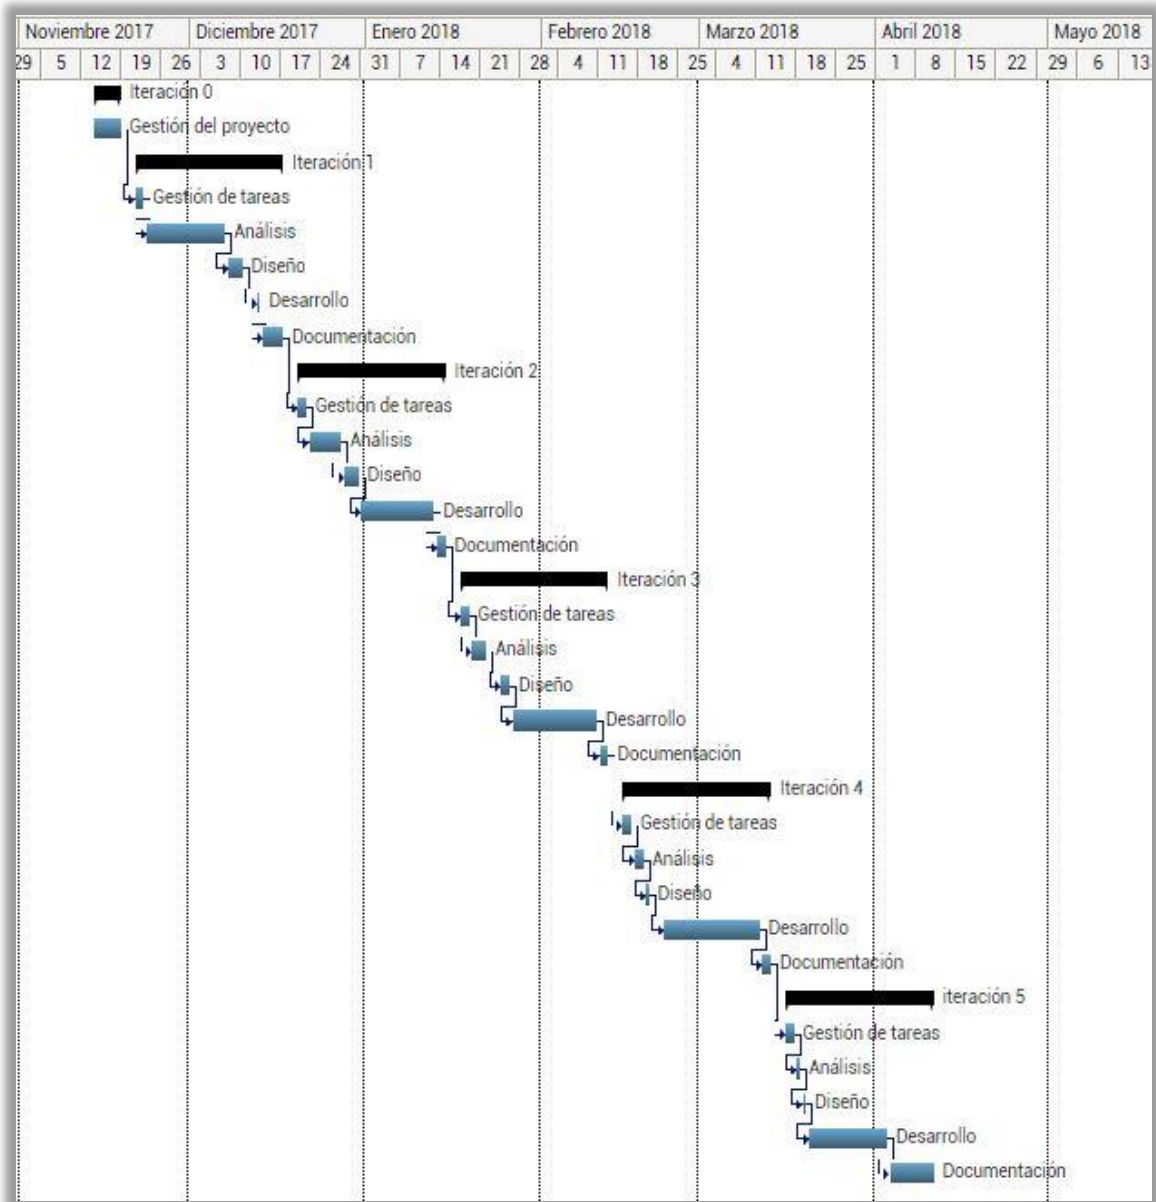 Noviembre 2017 Diciembre 2017 Enero 2018 Febrero 2018 Marzo 2018 Abril 2018 Mayo 2018
29 5 12 19 26 3 10 17 24 31 7 14 21 28 4 11 18 25 4 11 18 25 1 8 15 22 29 6 13
Iteración 0
Gestión del proyecto
Iteración 1
Gestión de tareas
Análisis
Diseño
Desarrollo
Documentación
Iteración 2
Gestión de tareas
Análisis
Diseño
Desarrollo
Documentación
Iteración 3
Gestión de tareas
Análisis
Diseño
Desarrollo
Documentación
Iteración 4
Gestión de tareas
Análisis
Diseño
Desarrollo
Documentación
iteración 5
Gestión de tareas
Análisis
Diseño
Desarrollo
Documentación